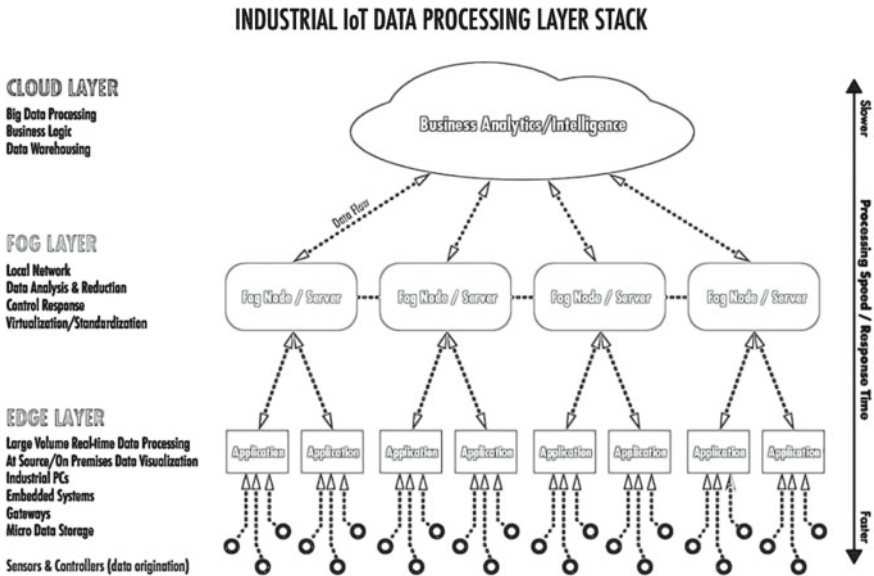 INDUSTRIAL IoT DATA PROCESSING LAYER STACK
CLOUD LAYER
Big Data Processing
Business Logic
Data Warehousing
Business Analytics/Intelligence
Slower
Data Flow
Processing Speed / Response Time
FOG LAYER
Local Network
Data Analysis & Reduction
Control Response
Virtualization/Standardization
Fog Node / Server
Fog Node / Server
Fog Node / Server
Fog Node / Server
EDGE LAYER
Large Volume Real-time Data Processing
At Source/On Premises Data Visualization
Industrial PCs
Embedded Systems
Gateways
Micro Data Storage
Application
Application
Application
Application
Application
Application
Application
Application
Faster
Sensors & Controllers (data origination)